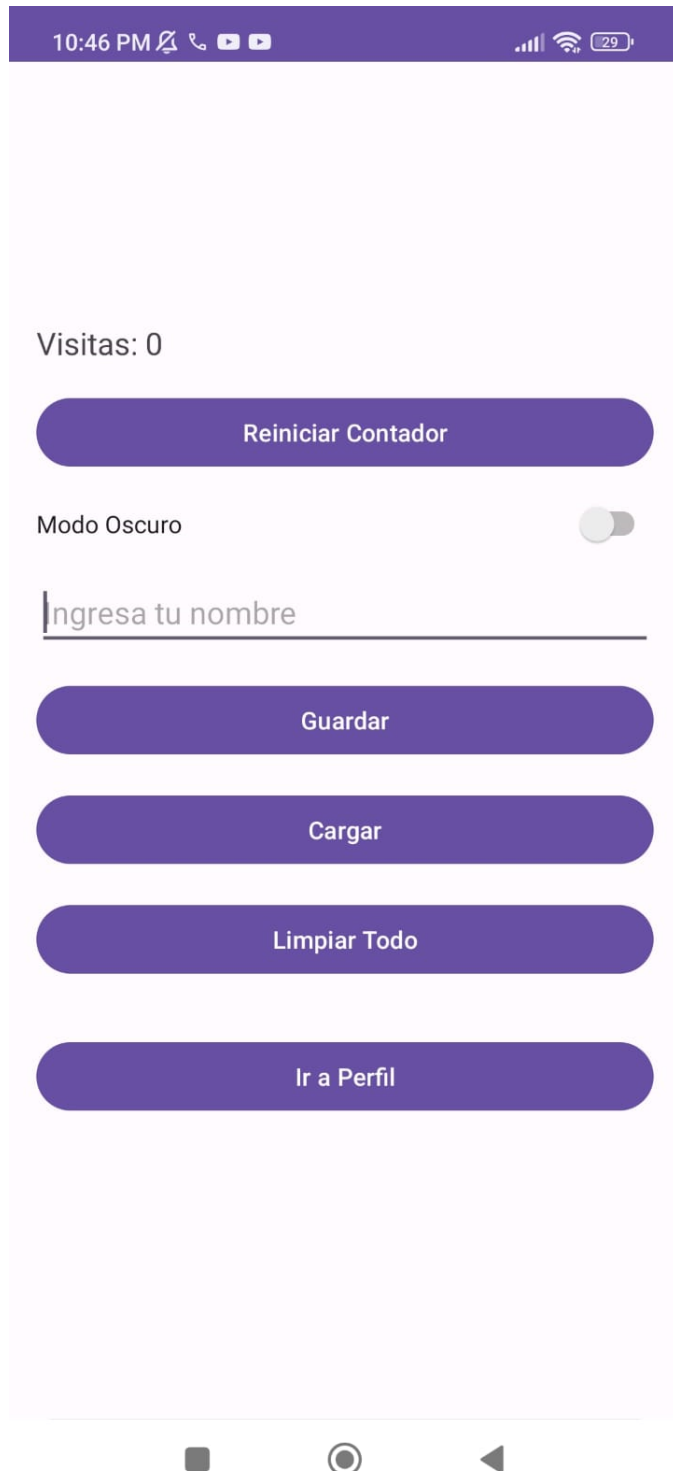 10:46 PM 29
Visitas: 0
Reiniciar Contador
Modo Oscuro
Ingresa tu nombre
Guardar
Cargar
Limpiar Todo
Ir a Perfil